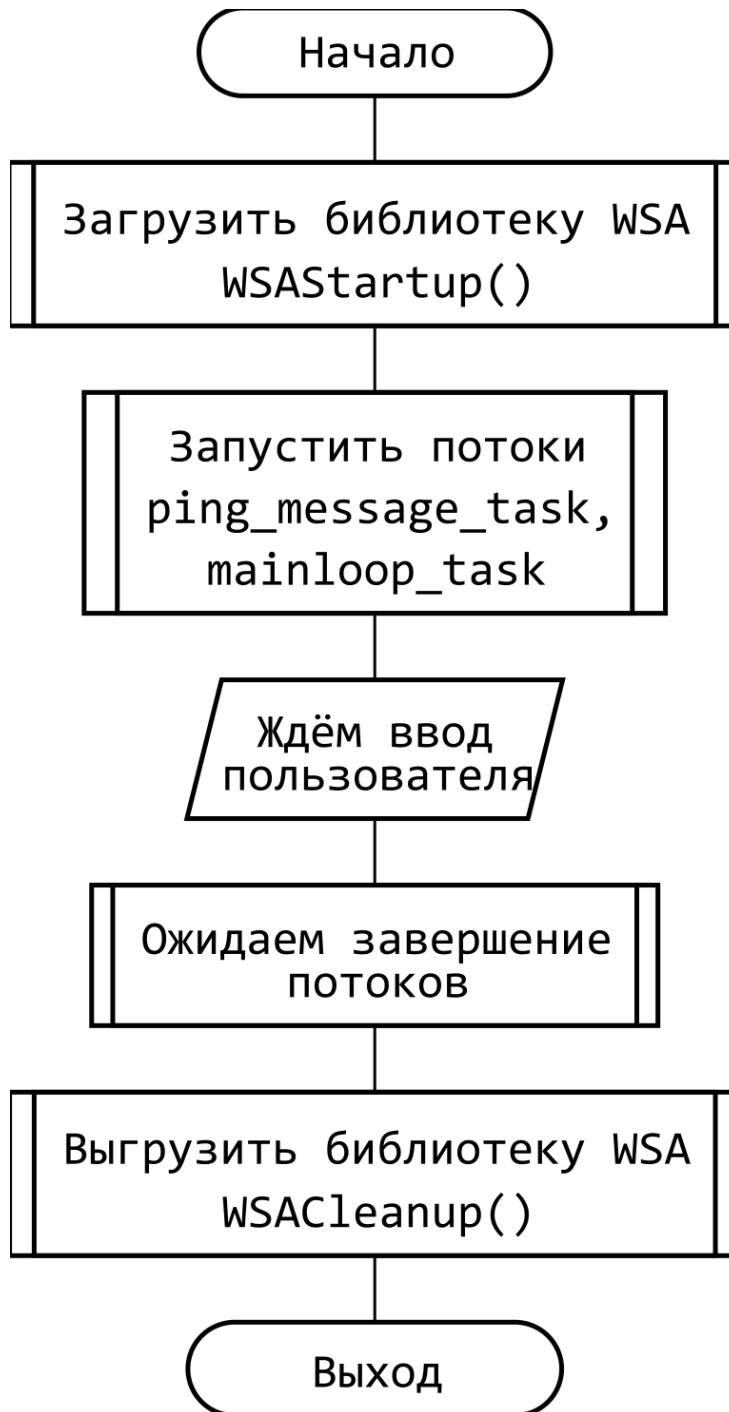 Начало
Загрузить библиотеку WSA
WSAStartup()
Запустить потоки
ping_message_task,
mainloop_task
Ждём ввод
пользователя
Ожидаем завершение
потоков
Выгрузить библиотеку WSA
WSACleanup()
Выход